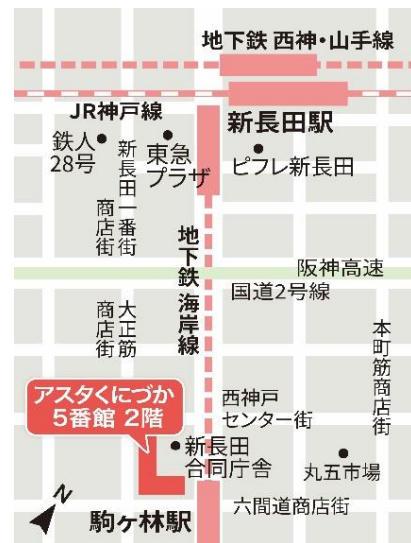 地下鉄 西神・山手線
JR神戸線
新長田駅
鉄人
28号
新長田一番街
商店街
東急
プラザ
ピフレ新長田
地下鉄 海岸線
阪神高速
国道2号線
大正筋
商店街
本町筋商店街
アスタくにづか
5番館 2階
西神戸
センター街
新長田
合同庁舎
丸五市場
六間道商店街
N
駒ヶ林駅